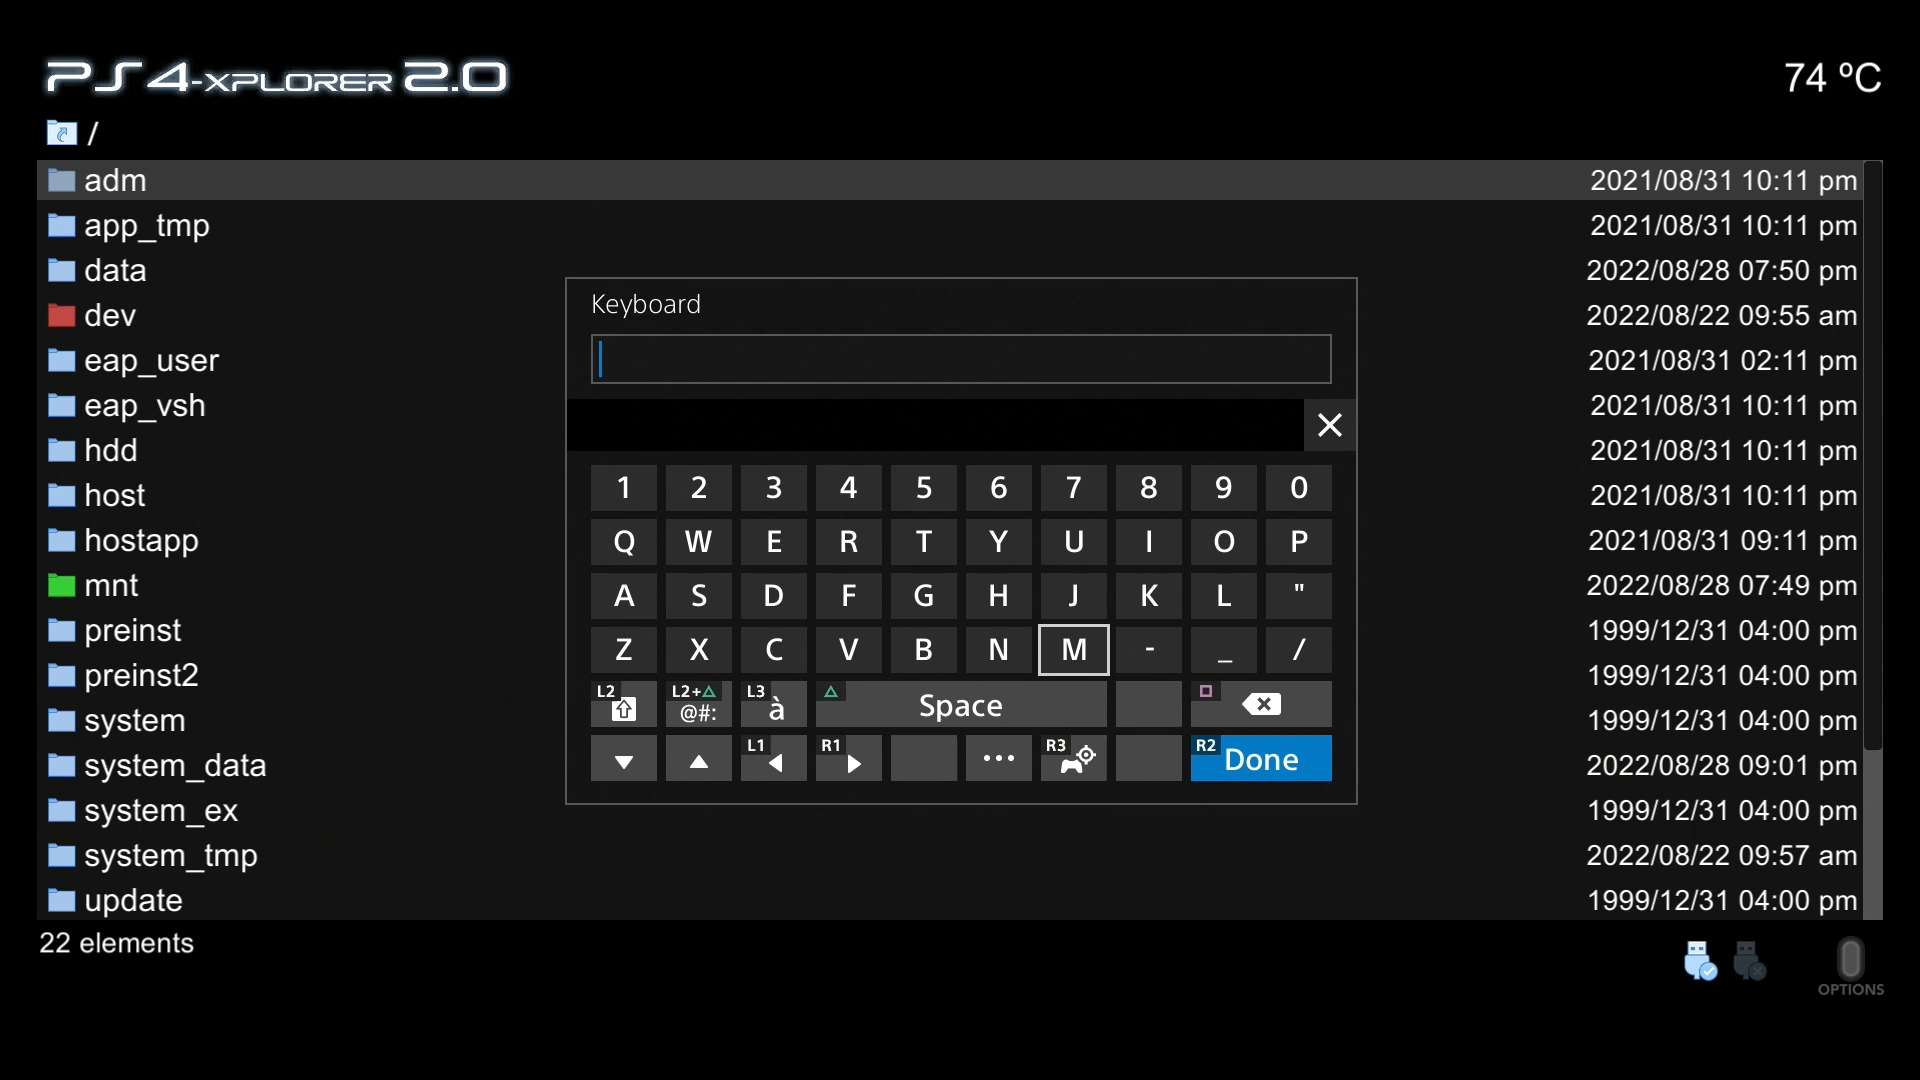 PS4-XPLORER 2.0
74 ºC
/
adm 2021/08/31 10:11 pm
app_tmp 2021/08/31 10:11 pm
data 2022/08/28 07:50 pm
dev 2022/08/22 09:55 am
eap_user 2021/08/31 02:11 pm
eap_vsh 2021/08/31 10:11 pm
hdd 2021/08/31 10:11 pm
host 2021/08/31 10:11 pm
hostapp 2021/08/31 09:11 pm
mnt 2022/08/28 07:49 pm
preinst 1999/12/31 04:00 pm
preinst2 1999/12/31 04:00 pm
system 1999/12/31 04:00 pm
system_data 2022/08/28 09:01 pm
system_ex 1999/12/31 04:00 pm
system_tmp 2022/08/22 09:57 am
update 1999/12/31 04:00 pm
Keyboard
1 2 3 4 5 6 7 8 9 0
Q W E R T Y U I O P
A S D F G H J K L "
Z X C V B N M - _ /
L2 L2+△ @#: L3 à △ Space □
L1 R1 ... R3 R2 Done
22 elements
OPTIONS